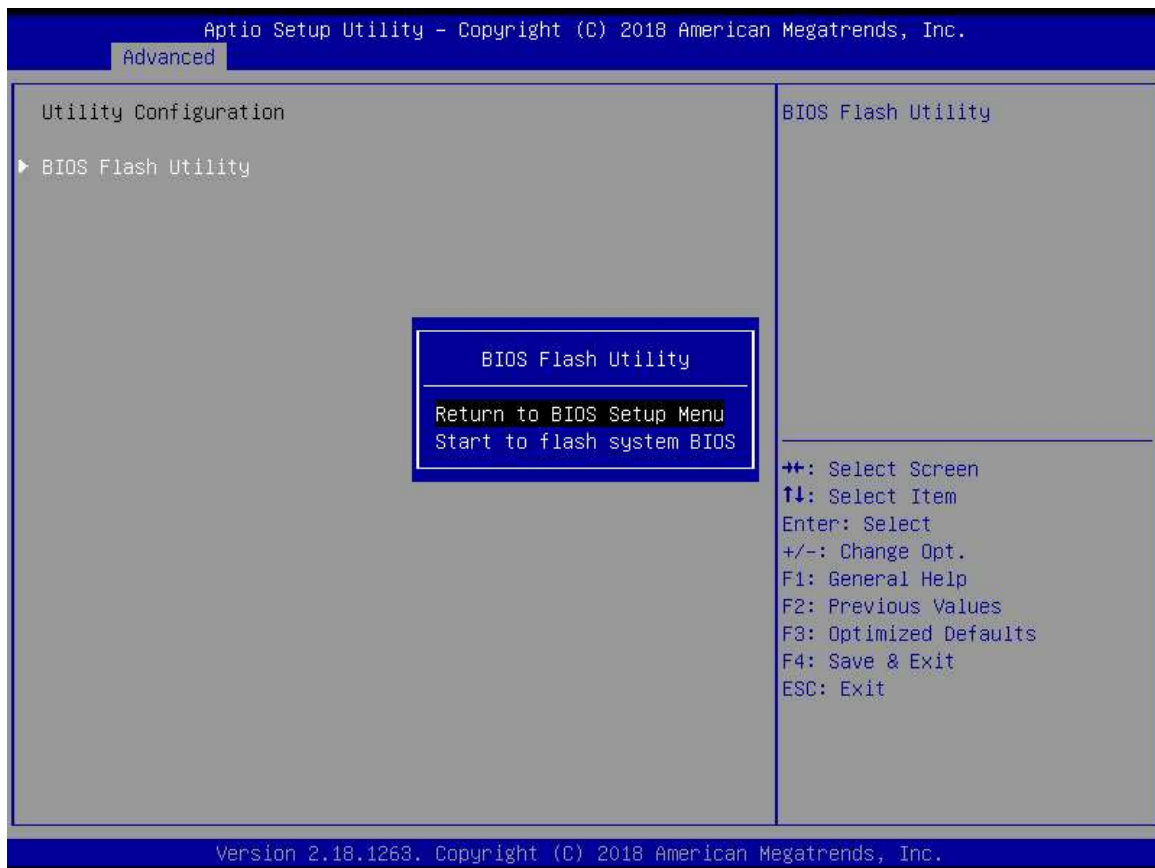 Aptio Setup Utility – Copyright (C) 2018 American Megatrends, Inc.
Advanced
Utility Configuration
▶ BIOS Flash Utility
BIOS Flash Utility
Return to BIOS Setup Menu
Start to flash system BIOS
BIOS Flash Utility
→←: Select Screen
↑↓: Select Item
Enter: Select
+/-: Change Opt.
F1: General Help
F2: Previous Values
F3: Optimized Defaults
F4: Save & Exit
ESC: Exit
Version 2.18.1263. Copyright (C) 2018 American Megatrends, Inc.